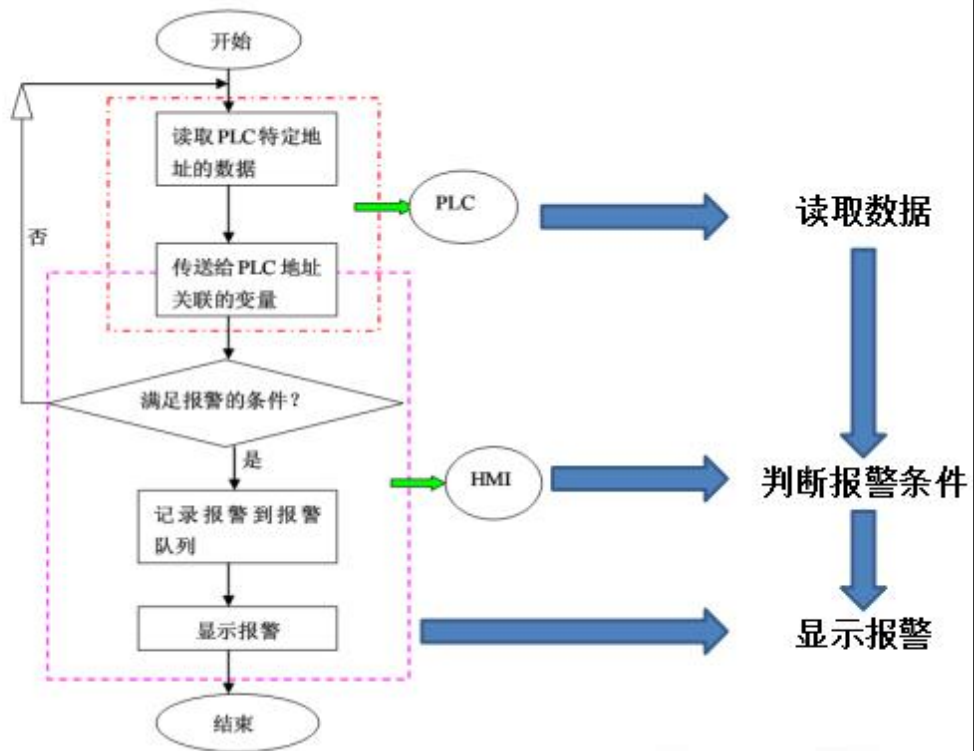 开始
读取PLC特定地
址的数据
PLC
读取数据
否
传送给PLC地址
关联的变量
满足报警的条件？
是
HMI
判断报警条件
记录报警到报警
队列
显示报警
显示报警
结束